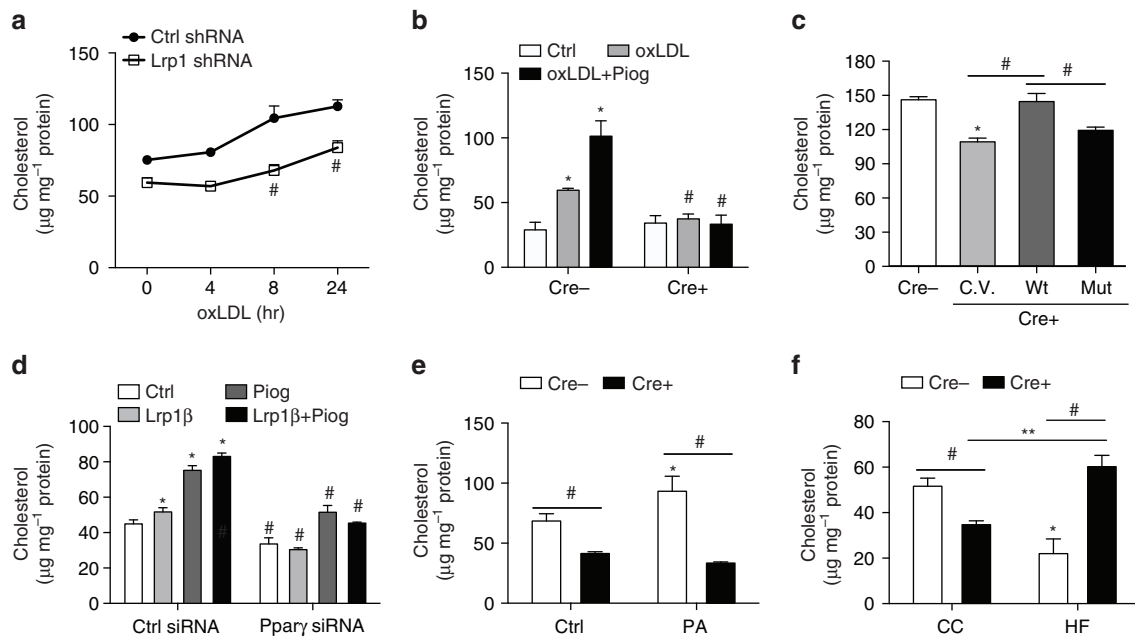 a
Ctrl shRNA
Lrp1 shRNA
150
100
50
0
Cholesterol
(µg mg⁻¹ protein)
#
#
0 4 8 24
oxLDL (hr)
b
Ctrl oxLDL
oxLDL+Piog
150
100
50
0
Cholesterol
(µg mg⁻¹ protein)
*
*
# #
Cre– Cre+
c
180
150
120
90
60
30
0
Cholesterol
(µg mg⁻¹ protein)
# #
*
Cre– C.V. Wt Mut
Cre+
d
Ctrl Piog
Lrp1β Lrp1β+Piog
100
80
60
40
20
0
Cholesterol
(µg mg⁻¹ protein)
* * *
#
# # # #
Ctrl siRNA Pparγ siRNA
e
Cre– Cre+
150
100
50
0
Cholesterol
(µg mg⁻¹ protein)
#
#
*
Ctrl PA
f
Cre– Cre+
80
60
40
20
0
Cholesterol
(µg mg⁻¹ protein)
#
**
#
*
CC HF